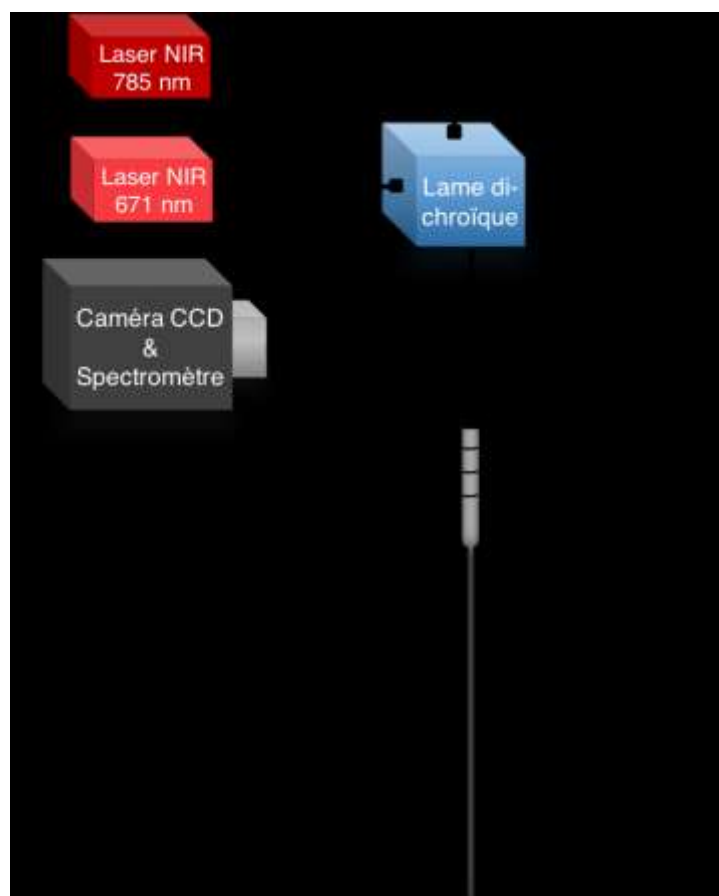 Laser NIR
785 nm
Laser NIR
671 nm
Lame di-
chroïque
Caméra CCD
&
Spectromètre